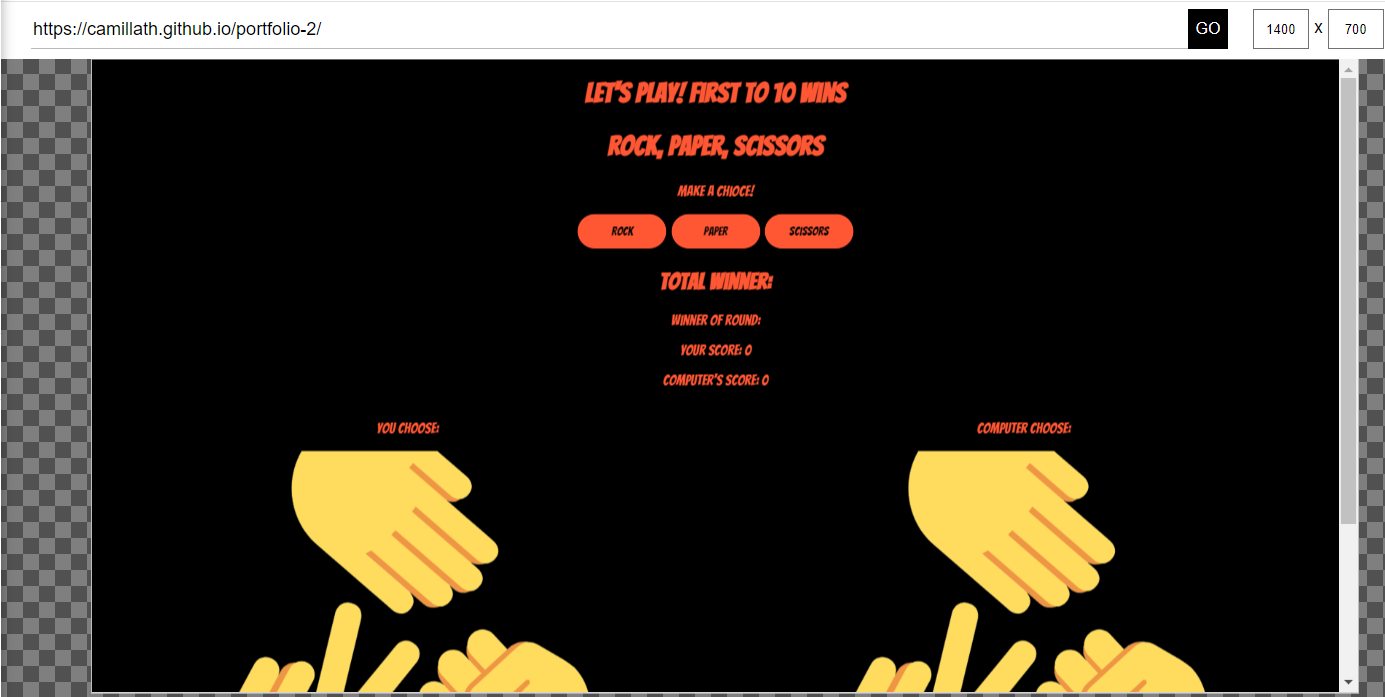 https://camillath.github.io/portfolio-2/ GO 1400 X 700
LET'S PLAY! FIRST TO 10 WINS
ROCK, PAPER, SCISSORS
MAKE A CHIOCE!
ROCK PAPER SCISSORS
TOTAL WINNER:
WINNER OF ROUND:
YOUR SCORE: 0
COMPUTER'S SCORE: 0
YOU CHOOSE: COMPUTER CHOOSE: